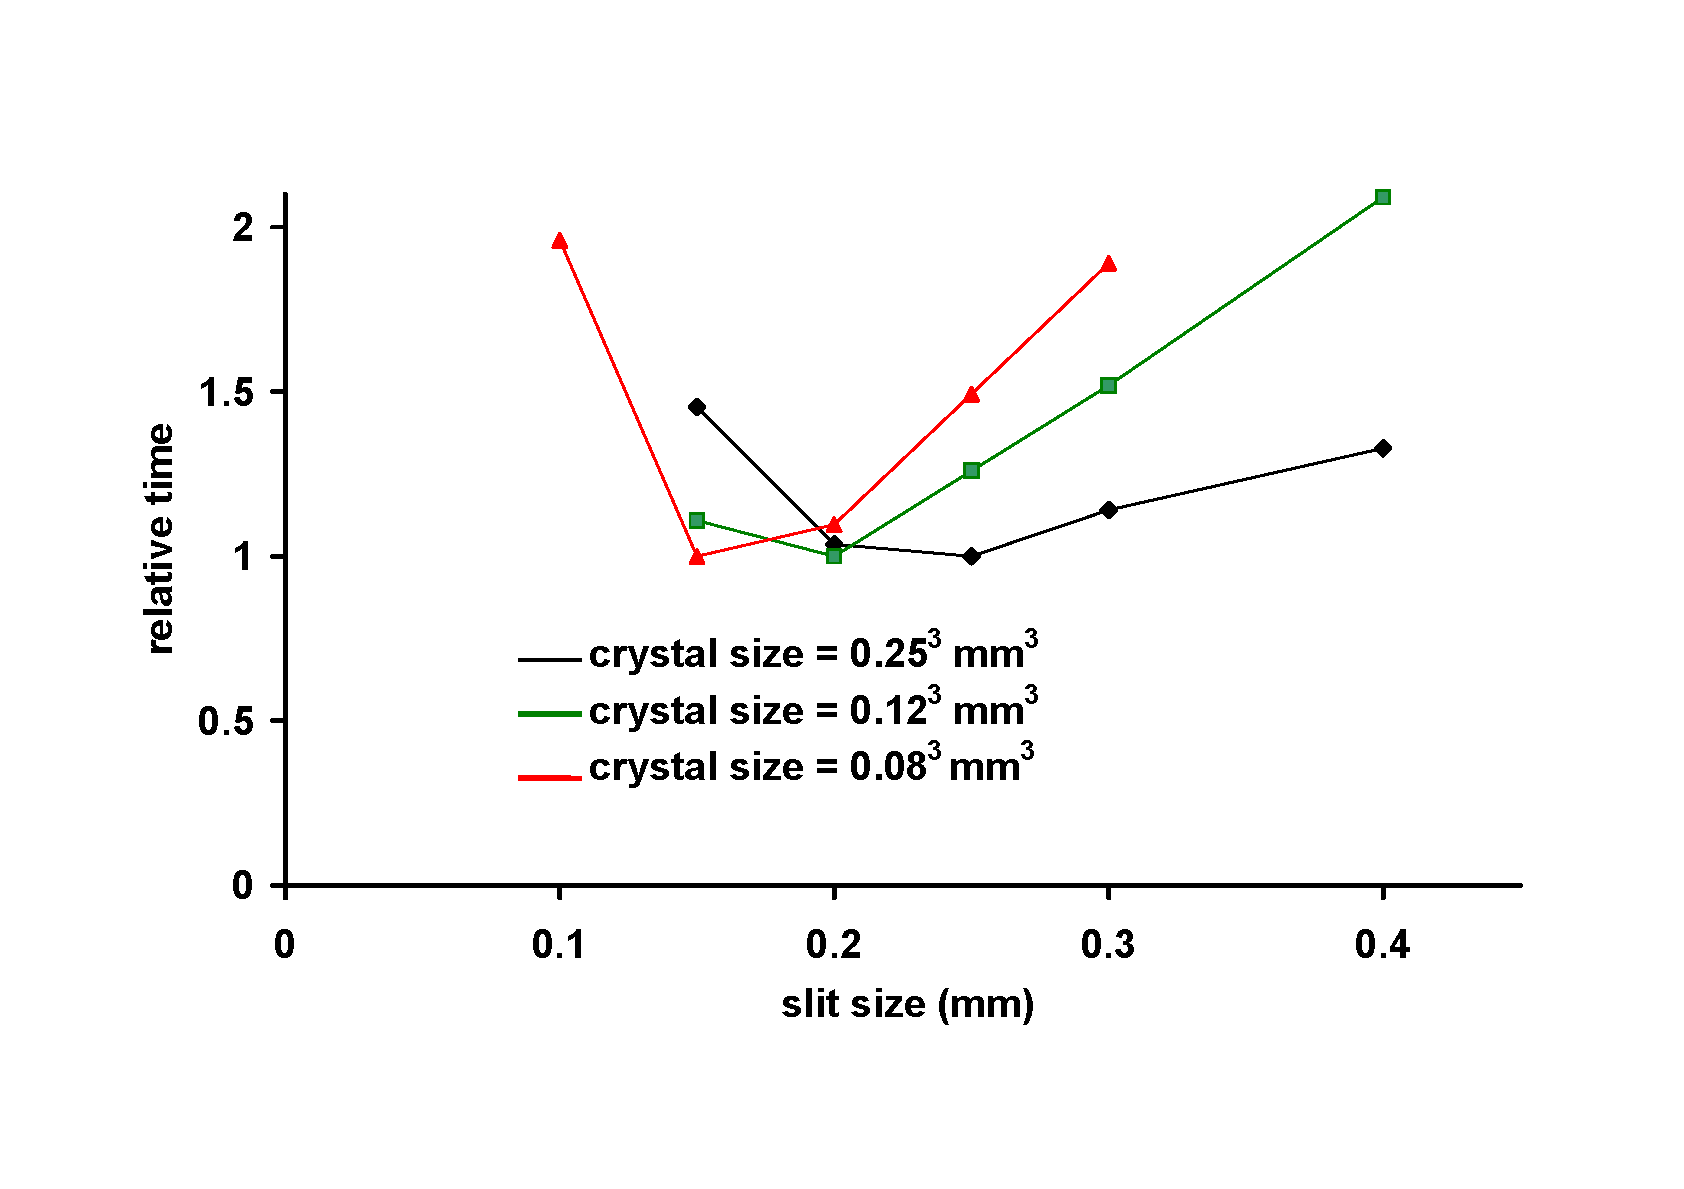 2
1.5
1
0.5
0
relative time
crystal size = 0.25³ mm³
crystal size = 0.12³ mm³
crystal size = 0.08³ mm³
0 0.1 0.2 0.3 0.4
slit size (mm)